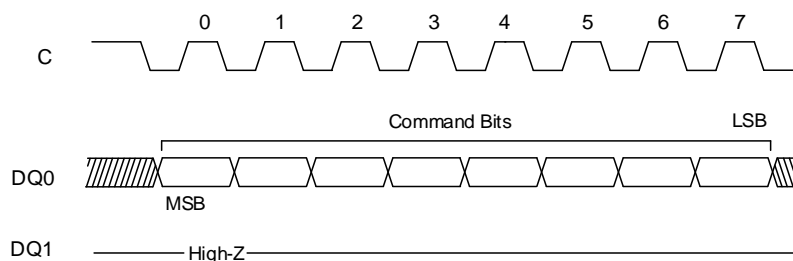 0 1 2 3 4 5 6 7
C
Command Bits LSB
DQ0
MSB
DQ1 High-Z